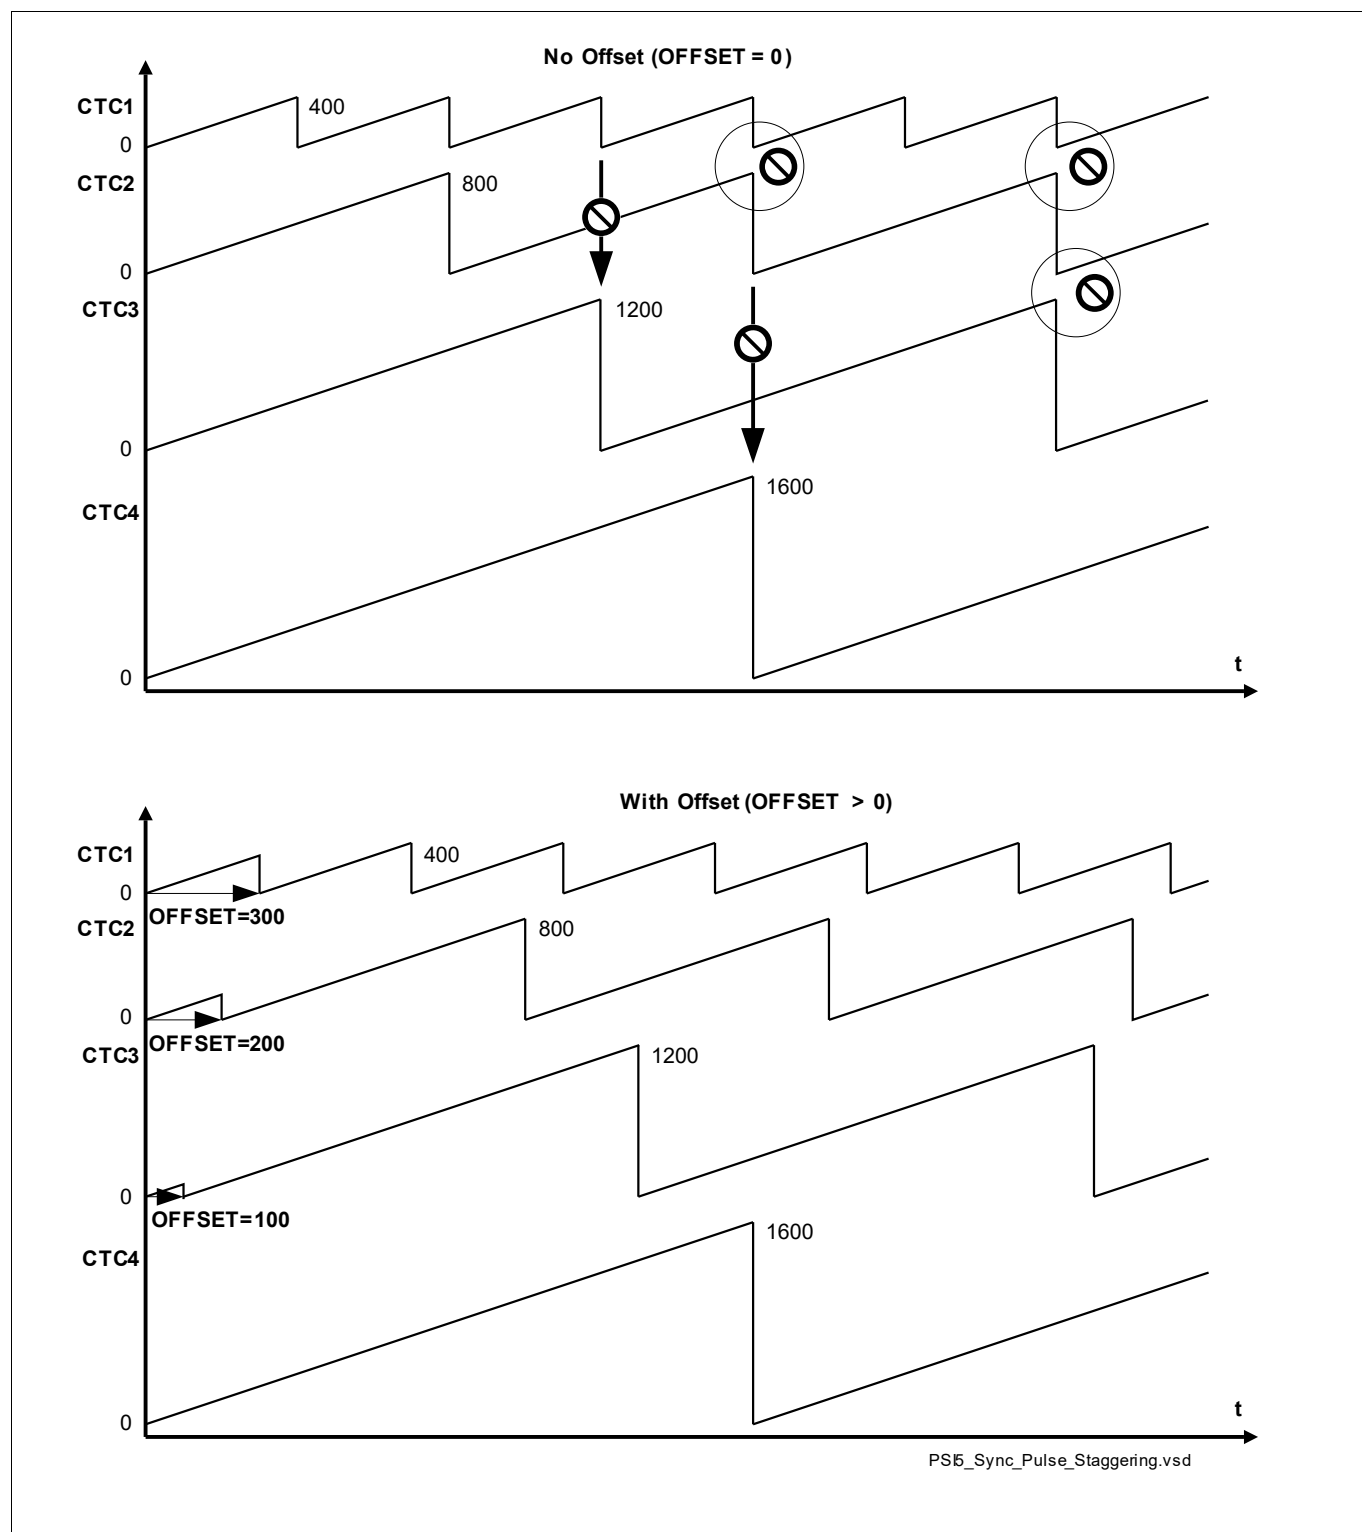 No Offset (OFFSET = 0)
CTC1
400
0
CTC2
800
0
CTC3
1200
0
CTC4
1600
0
t
With Offset (OFFSET > 0)
CTC1
400
0
OFFSET=300
CTC2
800
0
OFFSET=200
CTC3
1200
0
OFFSET=100
CTC4
1600
0
t
PSI5_Sync_Pulse_Staggering.vsd